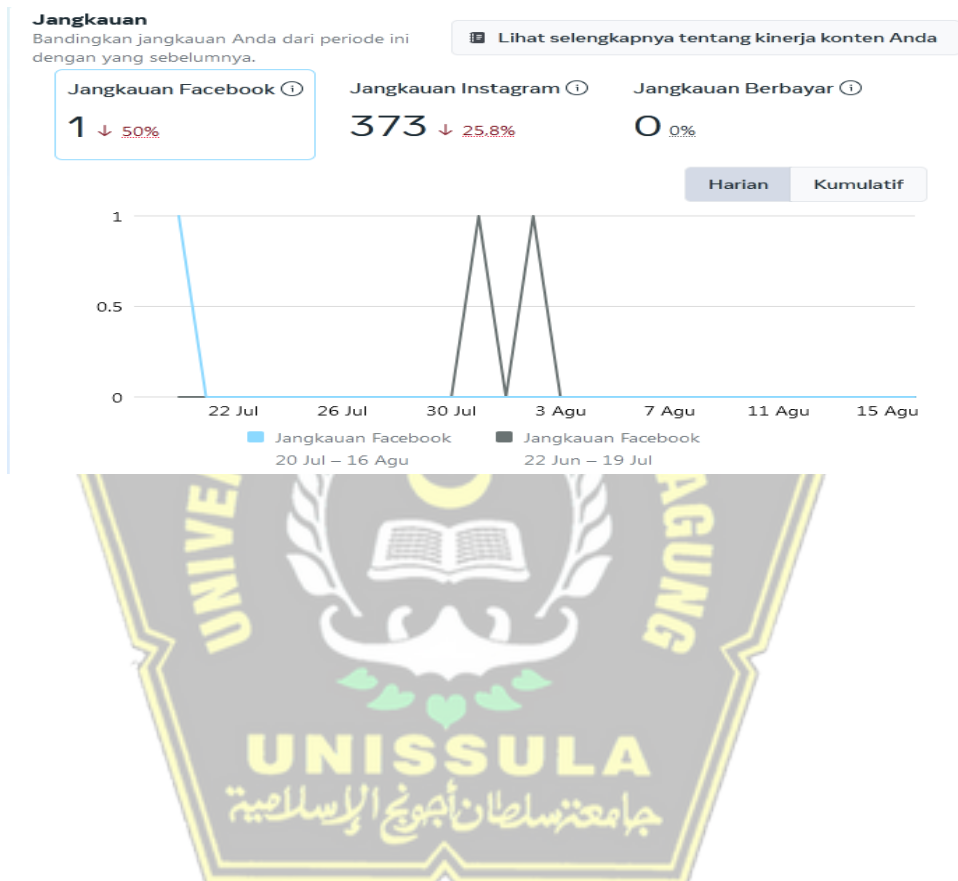 Jangkauan
Bandingkan jangkauan Anda dari periode ini
dengan yang sebelumnya.
Lihat selengkapnya tentang kinerja konten Anda
Jangkauan Facebook
1 ↓ 50%
Jangkauan Instagram
373 ↓ 25,8%
Jangkauan Berbayar
0 0%
Harian
Kumulatif
1
0.5
0
22 Jul
26 Jul
30 Jul
3 Agu
7 Agu
11 Agu
15 Agu
Jangkauan Facebook
20 Jul – 16 Agu
Jangkauan Facebook
22 Jun – 19 Jul
UNIVE
AGUNG
UNISSULA
جامعتنسلطان أجونج الإسلامية